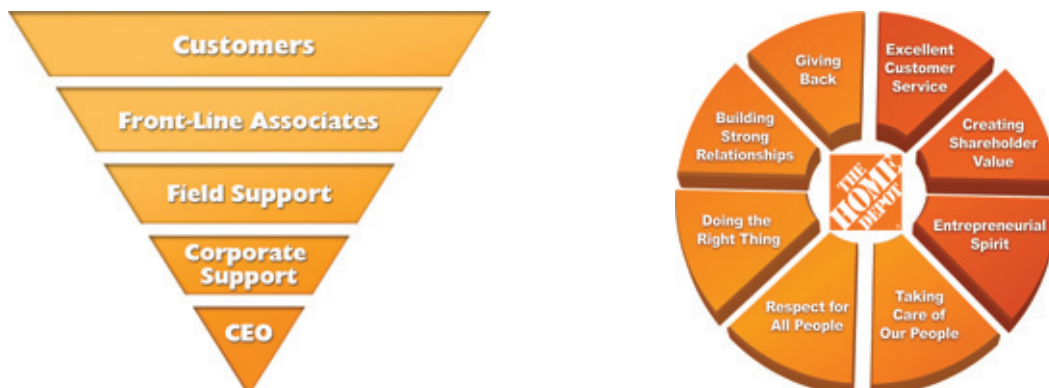 Customers
Front-Line Associates
Field Support
Corporate
Support
CEO
Giving
Back
Excellent
Customer
Service
Creating
Shareholder
Value
Entrepreneurial
Spirit
Taking
Care of
Our People
Respect for
All People
Doing the
Right Thing
Building
Strong
Relationships
THE
HOME
DEPOT